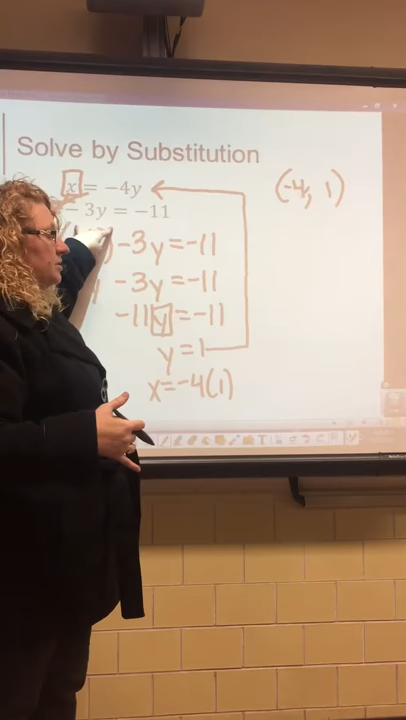 Solve by Substitution
x = −4y
(-4, 1)
− 3y = −11
) -3y = -11
y -3y = -11
-11y = -11
y = 1
x = -4(1)